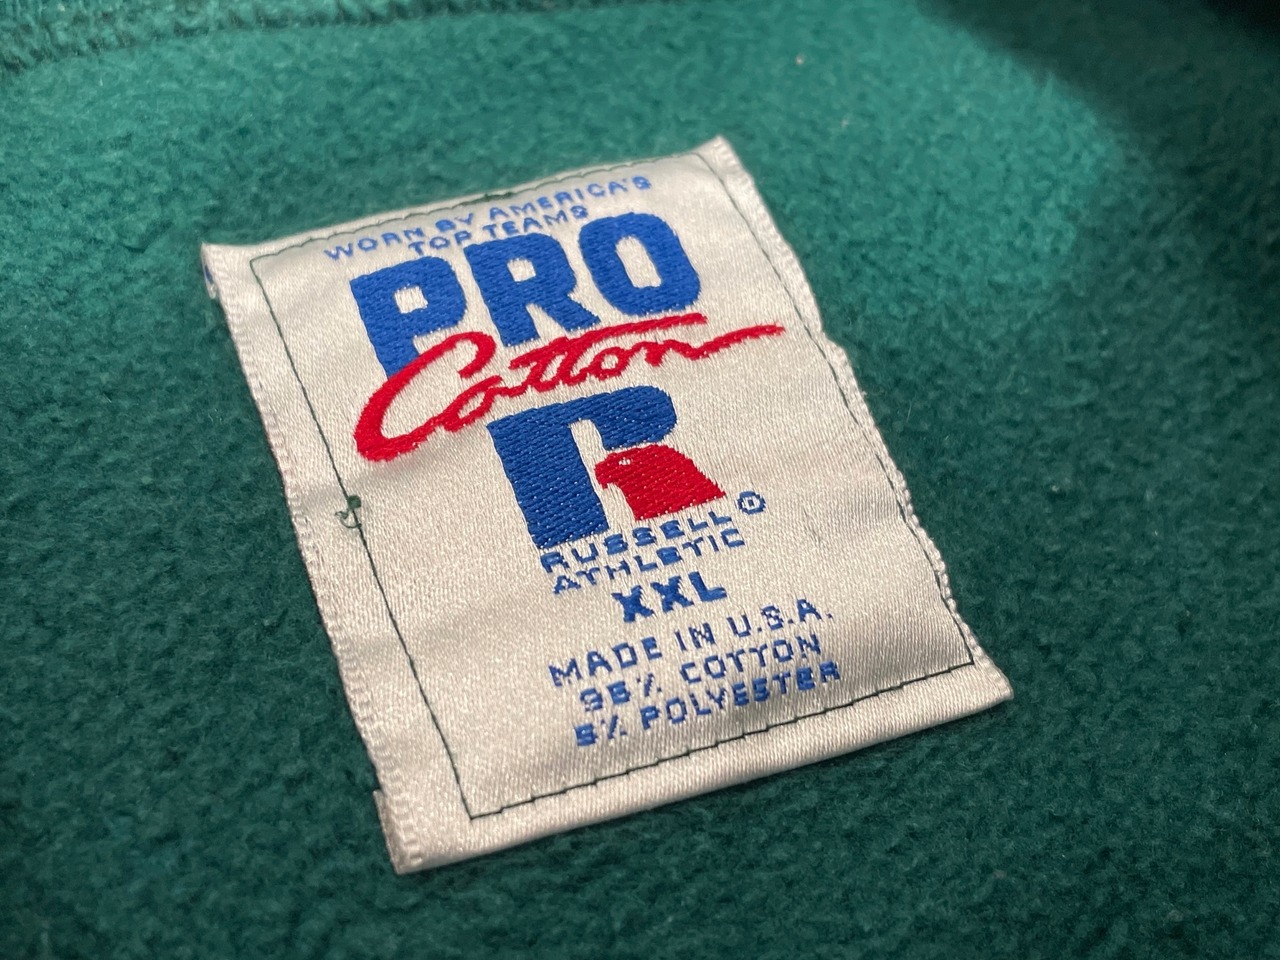 WORN BY AMERICA'S
TOP TEAMS
PRO
Cotton
R
RUSSELL®
ATHLETIC
XXL
MADE IN U.S.A.
95% COTTON
5% POLYESTER